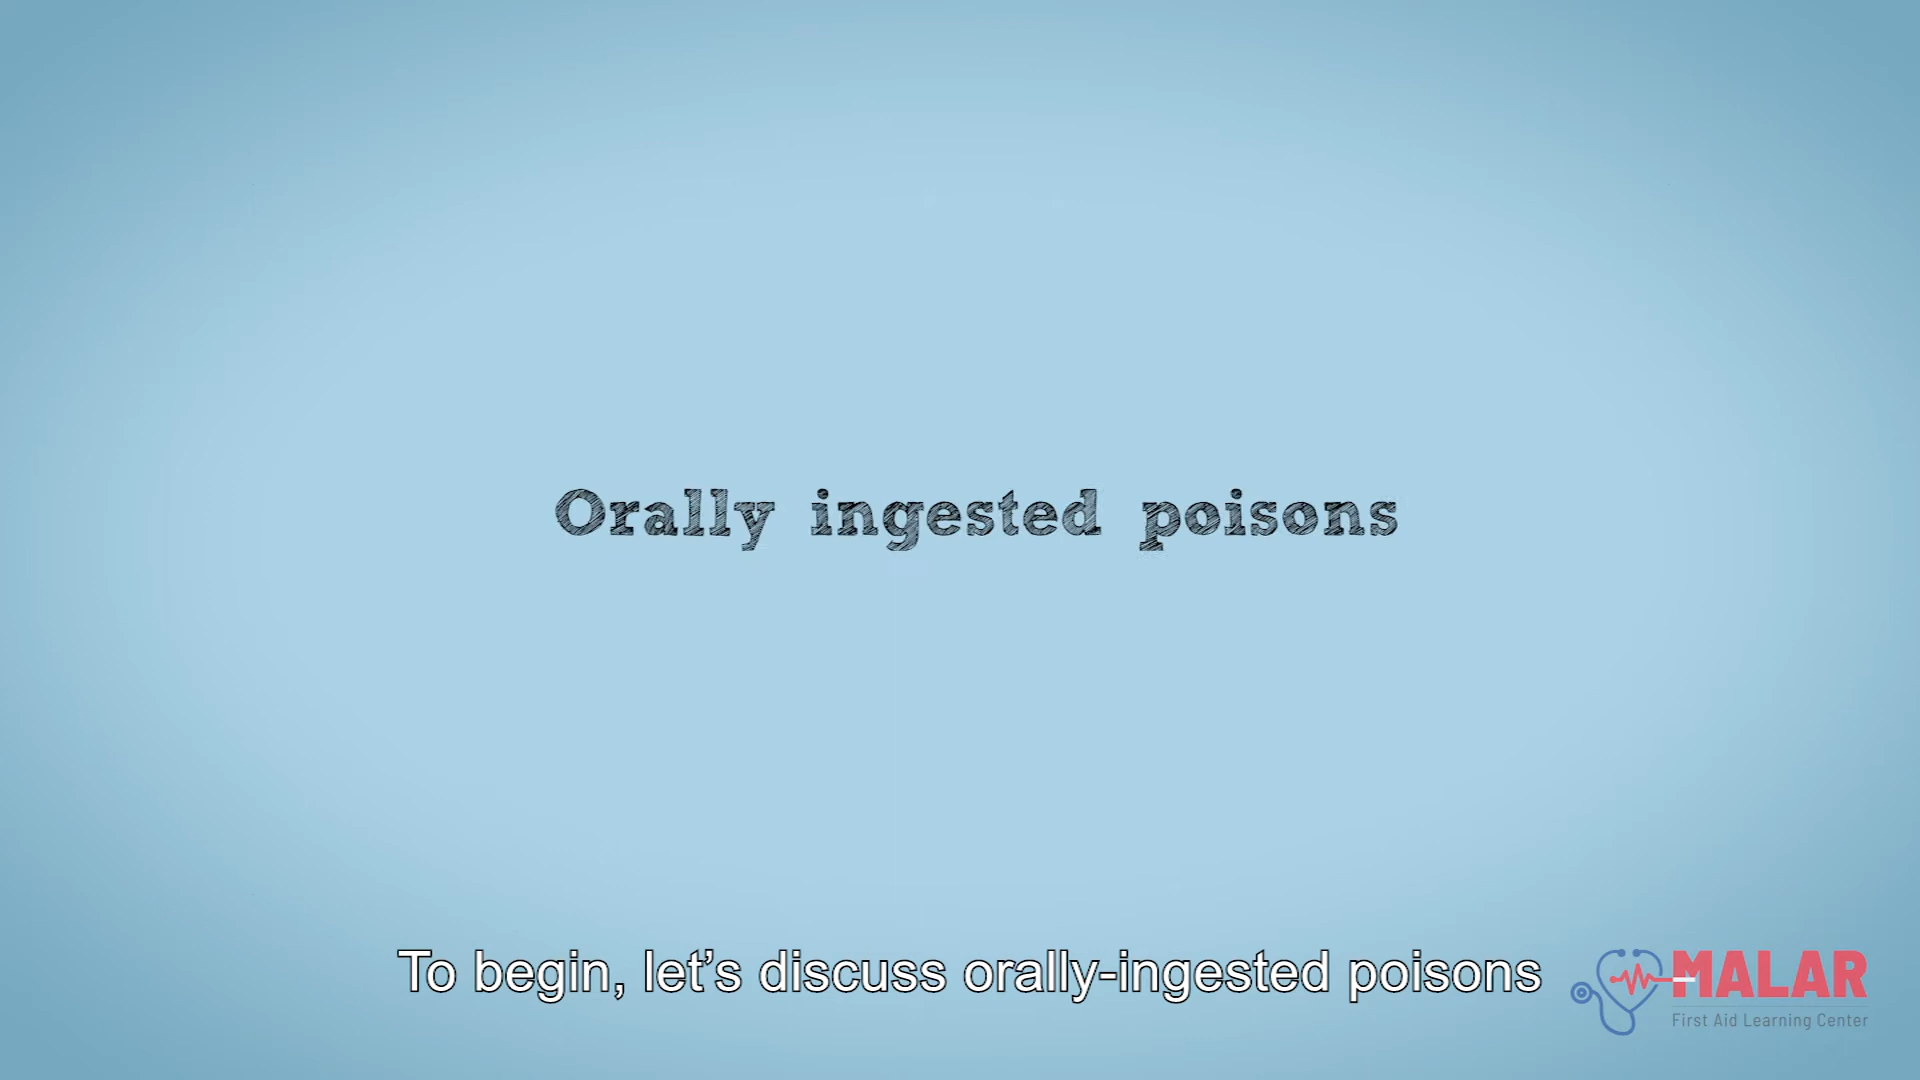 Orally ingested poisons
To begin, let’s discuss orally-ingested poisons
MALAR
First Aid Learning Center